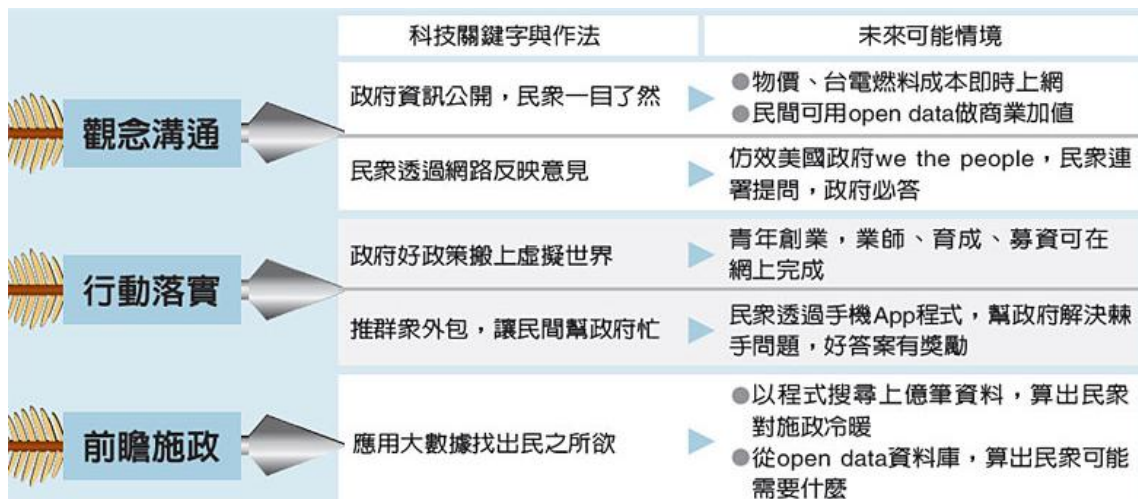 科技關鍵字與作法
未來可能情境
觀念溝通
政府資訊公開，民眾一目了然
●物價、台電燃料成本即時上網
●民間可用open data做商業加值
民眾透過網路反映意見
仿效美國政府we the people，民眾連
署提問，政府必答
行動落實
政府好政策搬上虛擬世界
青年創業，業師、育成、募資可在
網上完成
推群眾外包，讓民間幫政府忙
民眾透過手機App程式，幫政府解決棘
手問題，好答案有獎勵
前瞻施政
應用大數據找出民之所欲
●以程式搜尋上億筆資料，算出民眾
對施政冷暖
●從open data資料庫，算出民眾可能
需要什麼